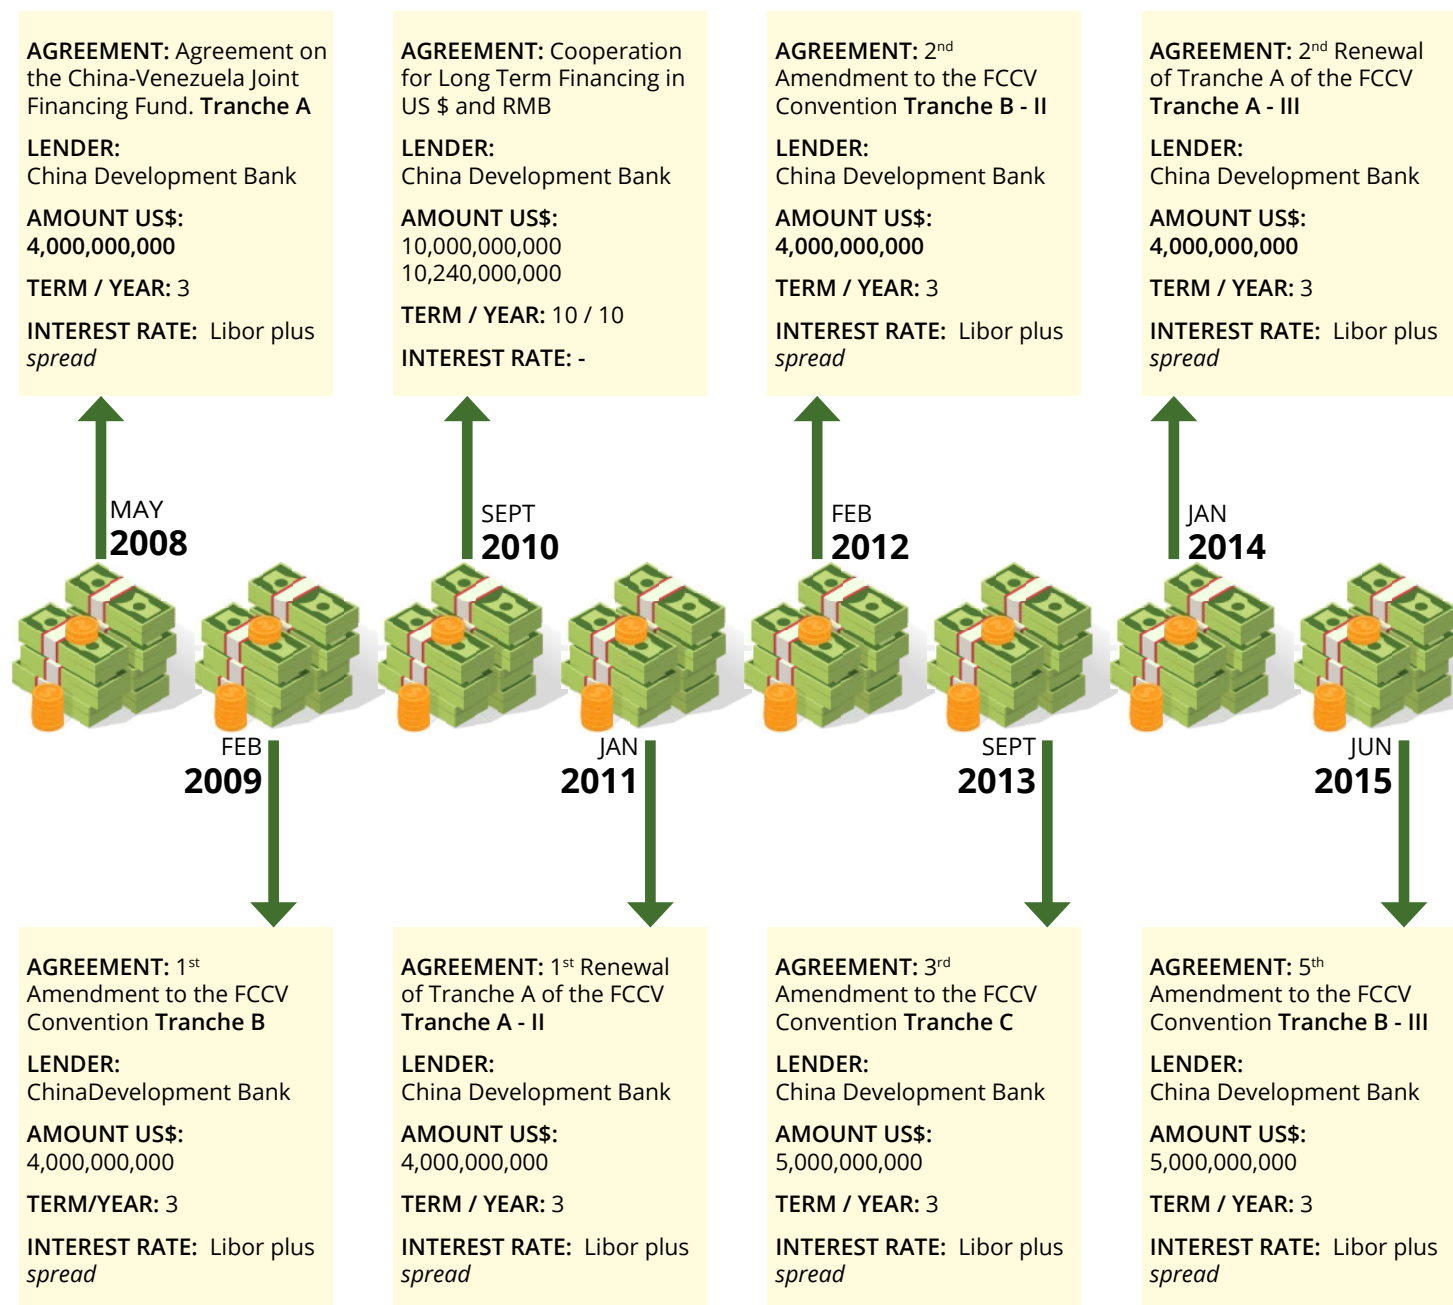 AGREEMENT: Agreement on
the China-Venezuela Joint
Financing Fund. Tranche A
LENDER:
China Development Bank
AMOUNT US$:
4,000,000,000
TERM / YEAR: 3
INTEREST RATE: Libor plus
spread
AGREEMENT: Cooperation
for Long Term Financing in
US $ and RMB
LENDER:
China Development Bank
AMOUNT US$:
10,000,000,000
10,240,000,000
TERM / YEAR: 10 / 10
INTEREST RATE: -
AGREEMENT: 2nd
Amendment to the FCCV
Convention Tranche B - II
LENDER:
China Development Bank
AMOUNT US$:
4,000,000,000
TERM / YEAR: 3
INTEREST RATE: Libor plus
spread
AGREEMENT: 2nd Renewal
of Tranche A of the FCCV
Tranche A - III
LENDER:
China Development Bank
AMOUNT US$:
4,000,000,000
TERM / YEAR: 3
INTEREST RATE: Libor plus
spread
MAY
2008
SEPT
2010
FEB
2012
JAN
2014
FEB
2009
JAN
2011
SEPT
2013
JUN
2015
AGREEMENT: 1st
Amendment to the FCCV
Convention Tranche B
LENDER:
ChinaDevelopment Bank
AMOUNT US$:
4,000,000,000
TERM/YEAR: 3
INTEREST RATE: Libor plus
spread
AGREEMENT: 1st Renewal
of Tranche A of the FCCV
Tranche A - II
LENDER:
China Development Bank
AMOUNT US$:
4,000,000,000
TERM / YEAR: 3
INTEREST RATE: Libor plus
spread
AGREEMENT: 3rd
Amendment to the FCCV
Convention Tranche C
LENDER:
China Development Bank
AMOUNT US$:
5,000,000,000
TERM / YEAR: 3
INTEREST RATE: Libor plus
spread
AGREEMENT: 5th
Amendment to the FCCV
Convention Tranche B - III
LENDER:
China Development Bank
AMOUNT US$:
5,000,000,000
TERM / YEAR: 3
INTEREST RATE: Libor plus
spread